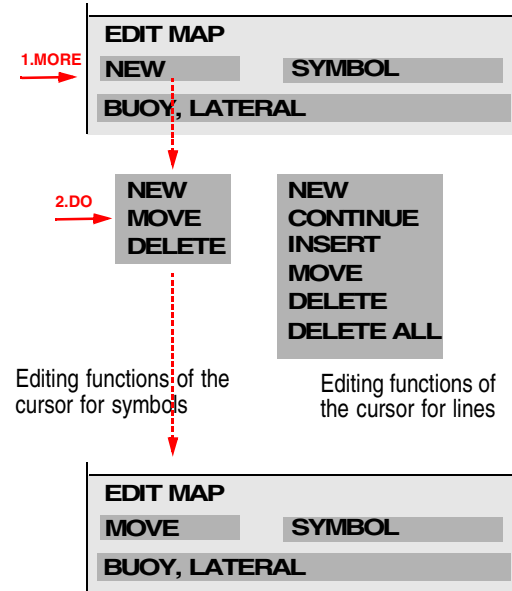 EDIT MAP
1.MORE
NEW SYMBOL
BUOY, LATERAL
2.DO
NEW
MOVE
DELETE
NEW
CONTINUE
INSERT
MOVE
DELETE
DELETE ALL
Editing functions of the
cursor for symbols
Editing functions of
the cursor for lines
EDIT MAP
MOVE SYMBOL
BUOY, LATERAL